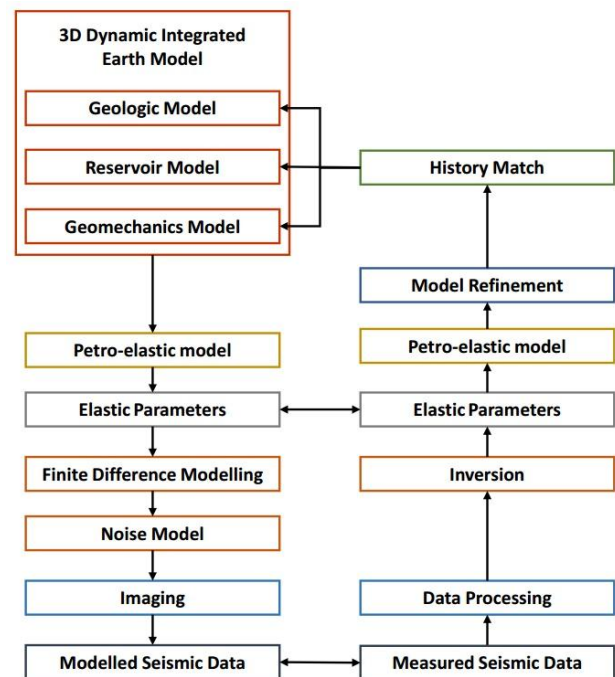 3D Dynamic Integrated
Earth Model
Geologic Model
Reservoir Model
Geomechanics Model
History Match
Model Refinement
Petro-elastic model
Petro-elastic model
Elastic Parameters
Elastic Parameters
Finite Difference Modelling
Inversion
Noise Model
Imaging
Data Processing
Modelled Seismic Data
Measured Seismic Data